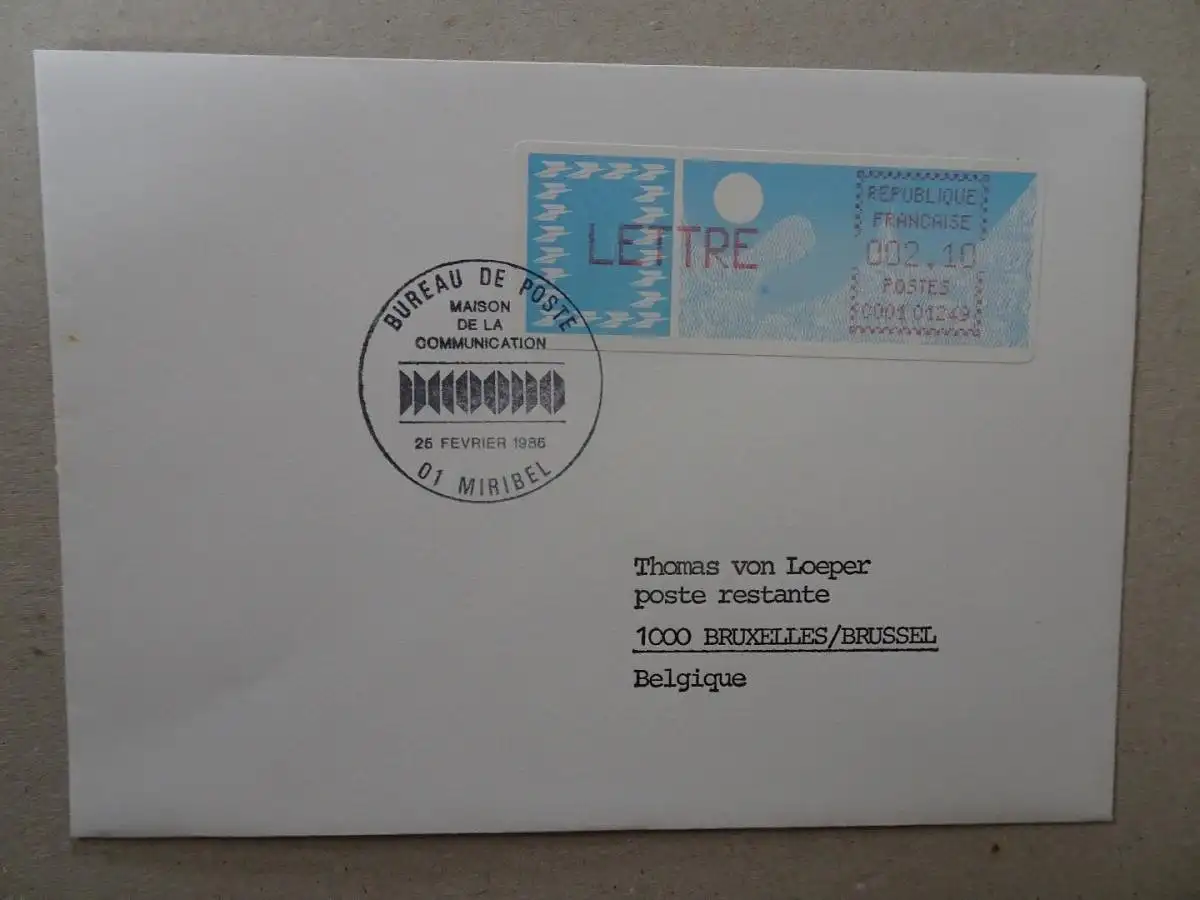 LETTRE
REPUBLIQUE
FRANCAISE
002.10
POSTES
0001 01249
BUREAU DE POSTE
MAISON
DE LA
COMMUNICATION
26 FEVRIER 1986
01 MIRIBEL
Thomas von Loeper
poste restante
1000 BRUXELLES/BRUSSEL
Belgique